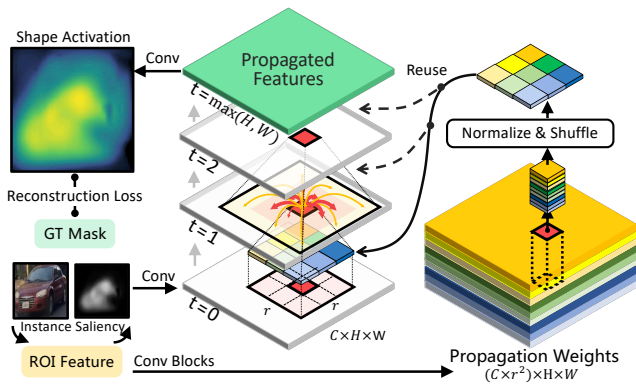 Shape Activation
Conv
Propagated
Features
Reuse
t=max(H,W)
Normalize & Shuffle
t=2
Reconstruction Loss
GT Mask
t=1
Conv
r
r
Instance Saliency
t=0
C×H×W
ROI Feature
Conv Blocks
Propagation Weights
(C×r²)×H×W